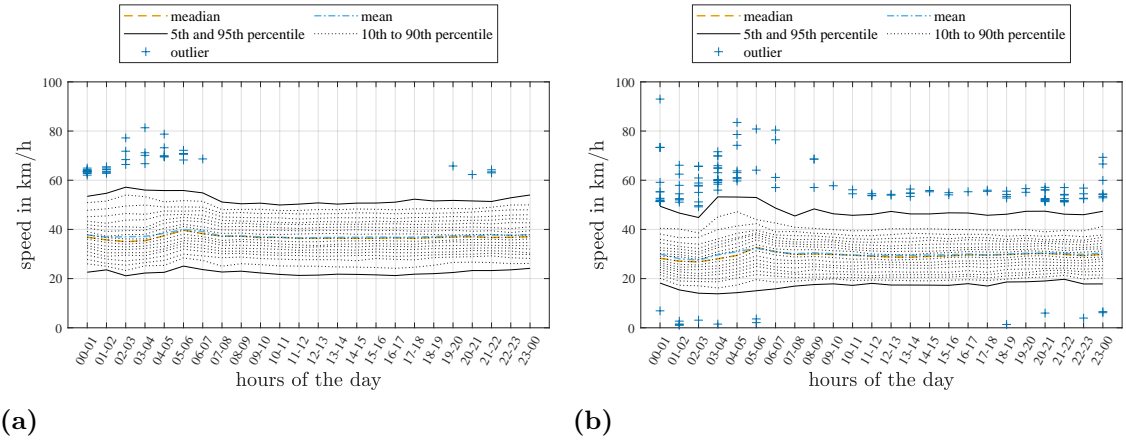 meadian mean
5th and 95th percentile 10th to 90th percentile
outlier
100
80
60
40
20
0
speed in km/h
00-01 01-02 02-03 03-04 04-05 05-06 06-07 07-08 08-09 09-10 10-11 11-12 12-13 13-14 14-15 15-16 16-17 17-18 18-19 19-20 20-21 21-22 22-23 23-00
hours of the day
(a)
median mean
5th and 95th percentile 10th to 90th percentile
outlier
100
80
60
40
20
0
speed in km/h
00-01 01-02 02-03 03-04 04-05 05-06 06-07 07-08 08-09 09-10 10-11 11-12 12-13 13-14 14-15 15-16 16-17 17-18 18-19 19-20 20-21 21-22 22-23 23-00
hours of the day
(b)